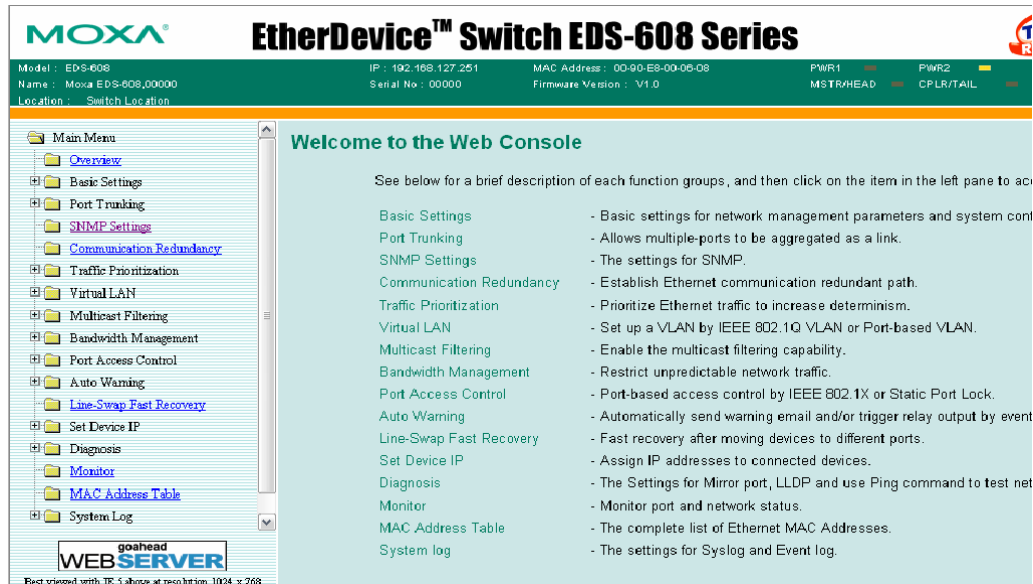 MOXA®
EtherDevice™ Switch EDS-608 Series
Model : EDS-608
IP : 192.168.127.251
MAC Address : 00-90-E8-00-06-08
PWR1
PWR2
Name : Moxa EDS-608,00000
Serial No : 00000
Firmware Version : V1.0
MSTR/HEAD
CPLR/TAIL
Location : Switch Location
Main Menu
Overview
Basic Settings
Port Trunking
SNMP Settings
Communication Redundancy
Traffic Prioritization
Virtual LAN
Multicast Filtering
Bandwidth Management
Port Access Control
Auto Warning
Line-Swap Fast Recovery
Set Device IP
Diagnosis
Monitor
MAC Address Table
System Log
goahead
WEBSERVER
Best viewed with IE 5 above at resolution 1024 x 768
Welcome to the Web Console
See below for a brief description of each function groups, and then click on the item in the left pane to
Basic Settings - Basic settings for network management parameters and system
Port Trunking - Allows multiple-ports to be aggregated as a link.
SNMP Settings - The settings for SNMP.
Communication Redundancy - Establish Ethernet communication redundant path.
Traffic Prioritization - Prioritize Ethernet traffic to increase determinism.
Virtual LAN - Set up a VLAN by IEEE 802.1Q VLAN or Port-based VLAN.
Multicast Filtering - Enable the multicast filtering capability.
Bandwidth Management - Restrict unpredictable network traffic.
Port Access Control - Port-based access control by IEEE 802.1X or Static Port Lock.
Auto Warning - Automatically send warning email and/or trigger relay output by event
Line-Swap Fast Recovery - Fast recovery after moving devices to different ports.
Set Device IP - Assign IP addresses to connected devices.
Diagnosis - The Settings for Mirror port, LLDP and use Ping command to test
Monitor - Monitor port and network status.
MAC Address Table - The complete list of Ethernet MAC Addresses.
System log - The settings for Syslog and Event log.